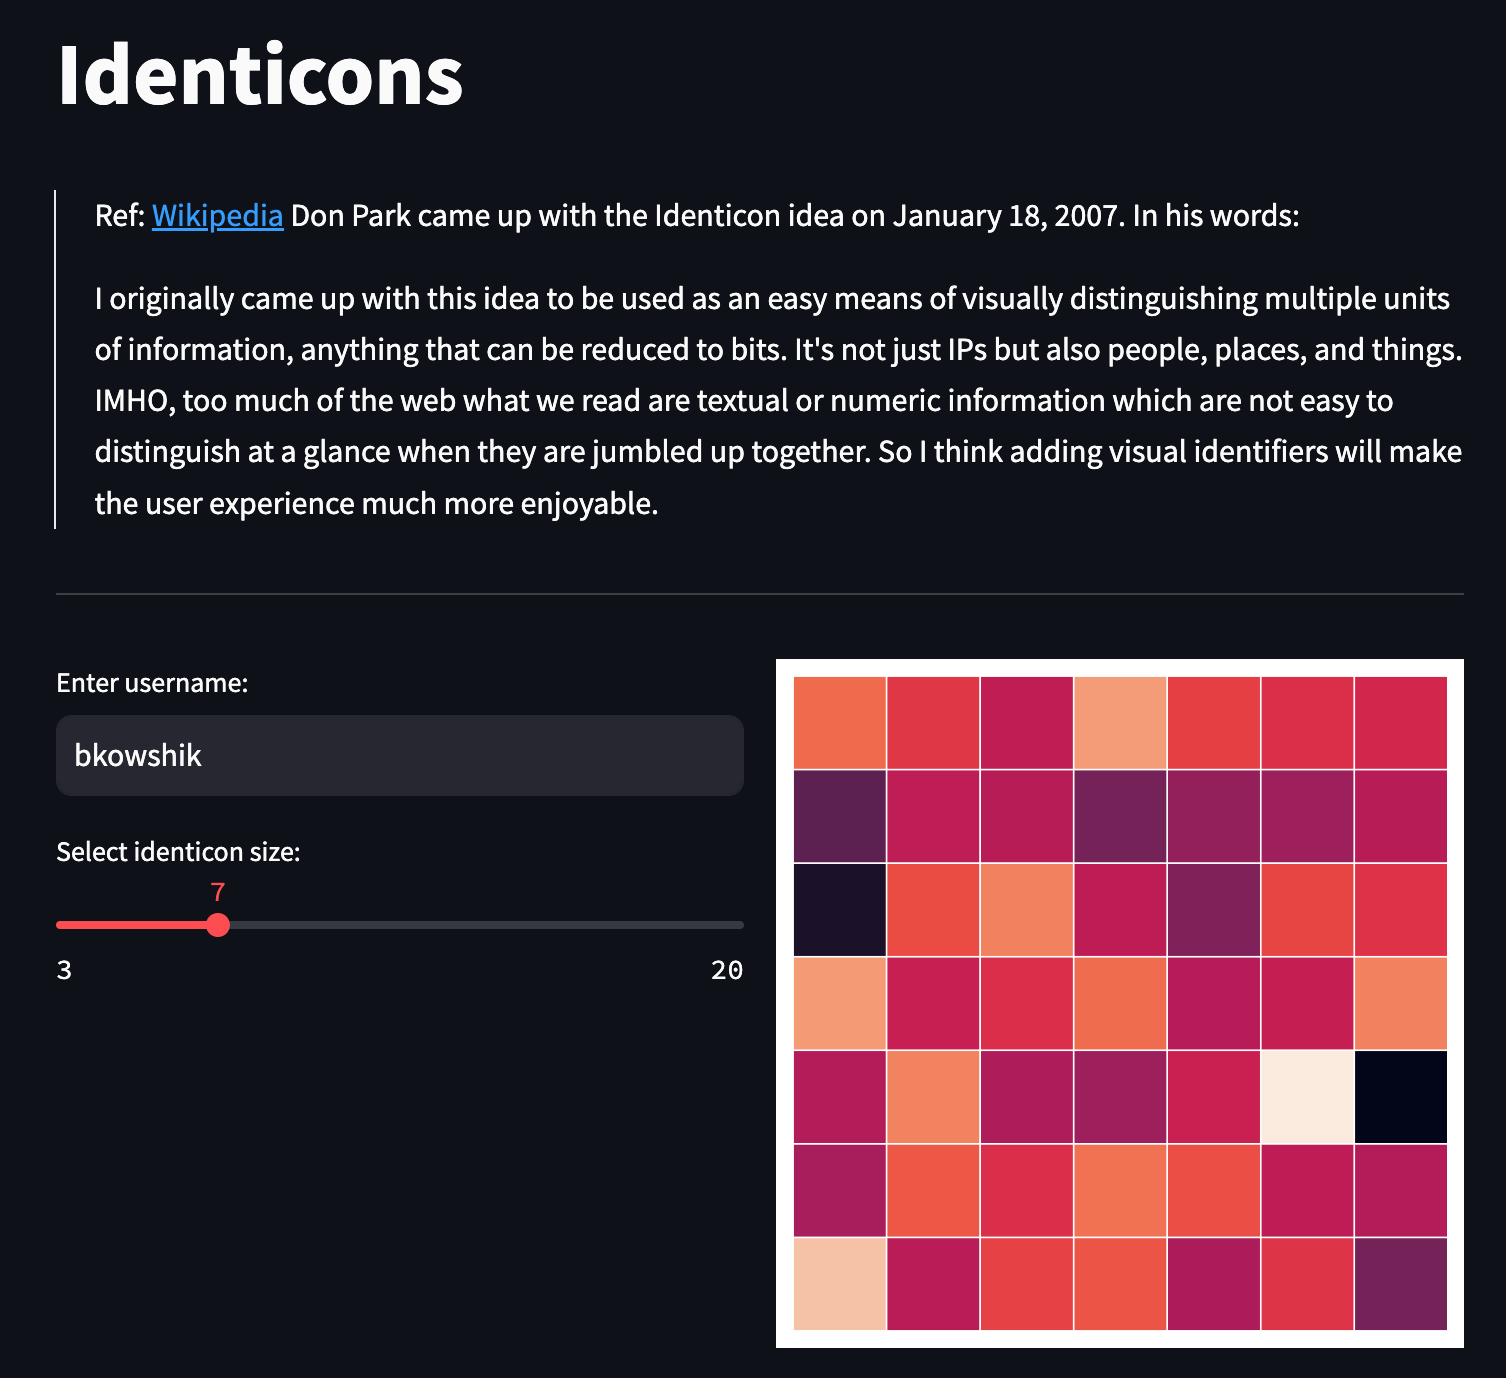 Identicons
Ref: Wikipedia Don Park came up with the Identicon idea on January 18, 2007. In his words:
I originally came up with this idea to be used as an easy means of visually distinguishing multiple units
of information, anything that can be reduced to bits. It's not just IPs but also people, places, and things.
IMHO, too much of the web what we read are textual or numeric information which are not easy to
distinguish at a glance when they are jumbled up together. So I think adding visual identifiers will make
the user experience much more enjoyable.
Enter username:
bkowshik
Select identicon size:
7
3 20